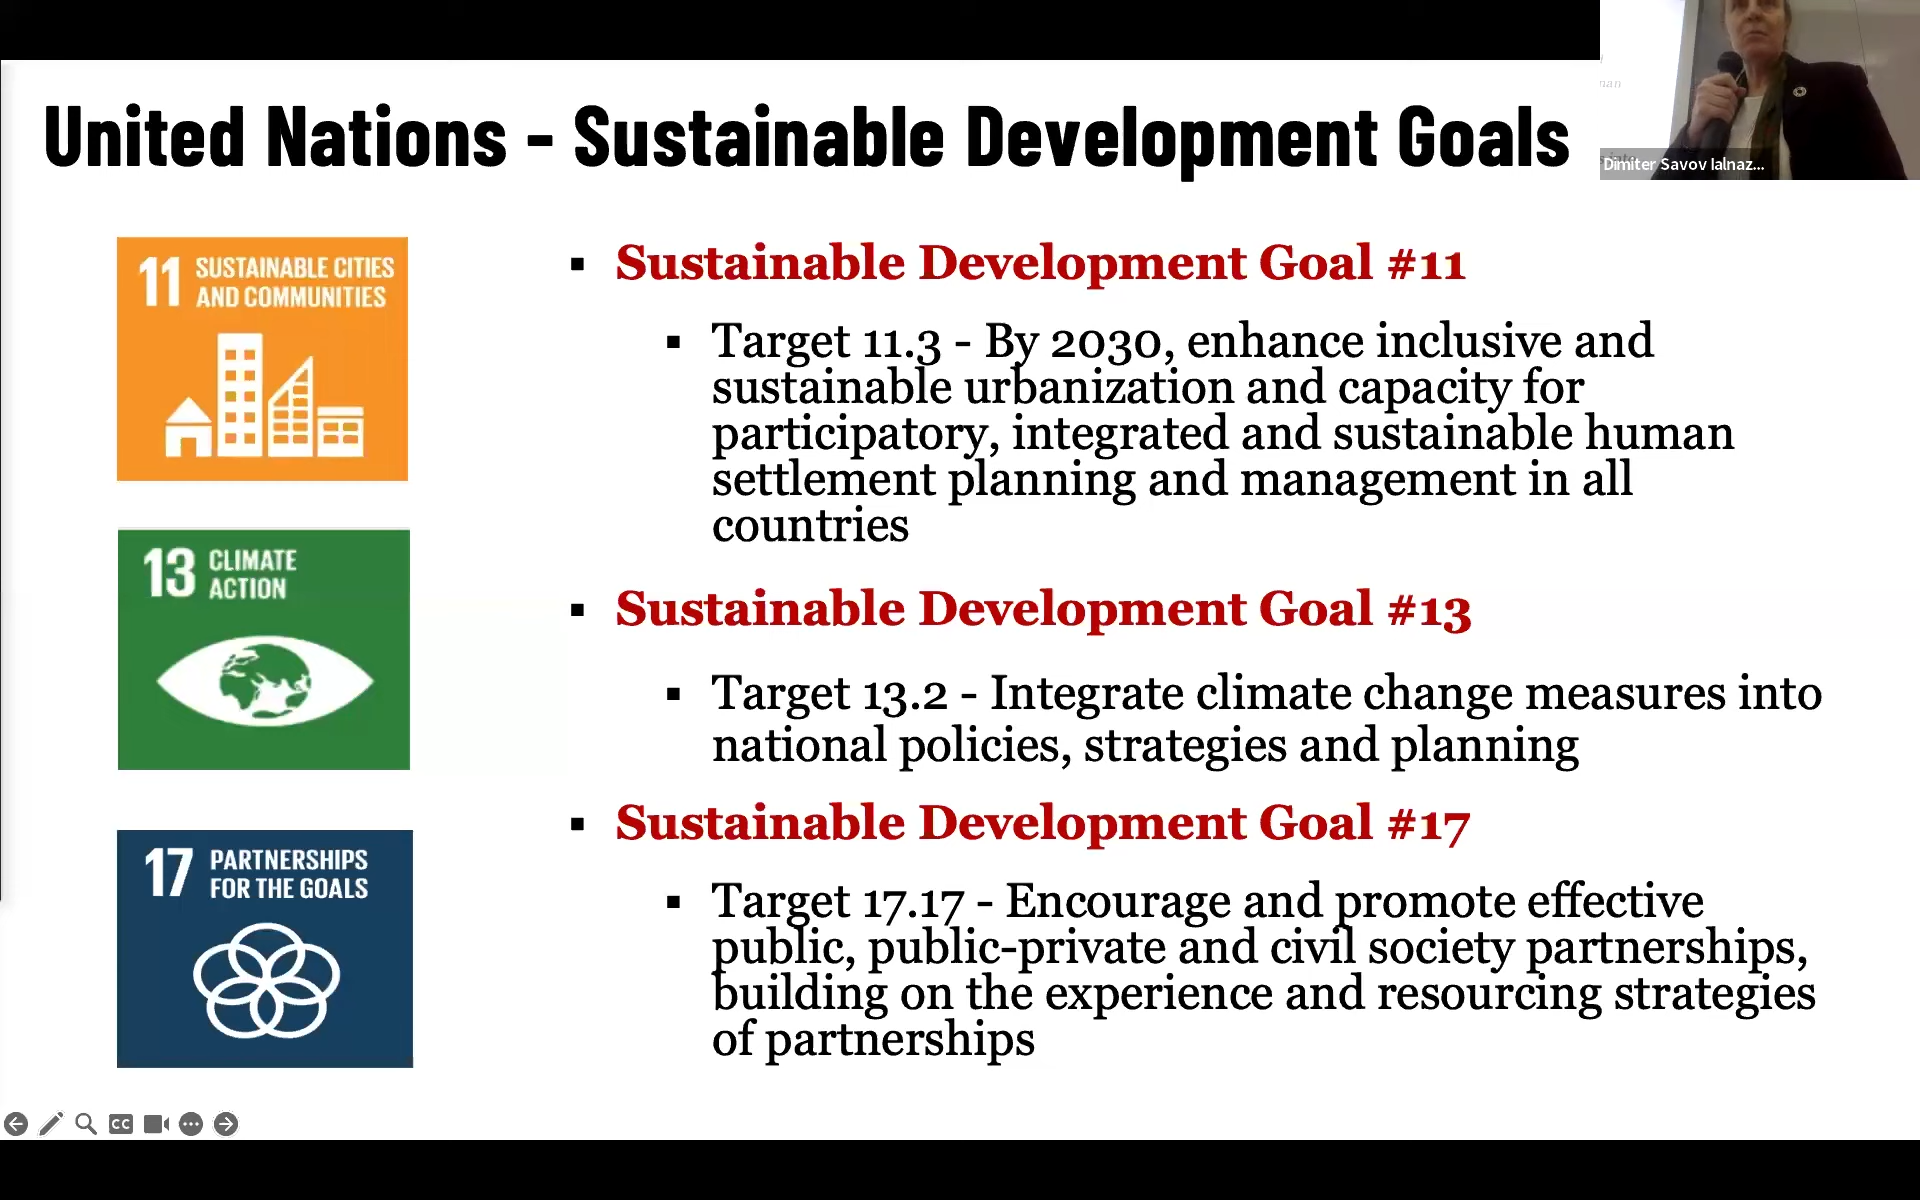 United Nations - Sustainable Development Goals
nan
Dimiter Savov Ialnaz...
11 SUSTAINABLE CITIES
AND COMMUNITIES
▪ Sustainable Development Goal #11
▪ Target 11.3 - By 2030, enhance inclusive and
sustainable urbanization and capacity for
participatory, integrated and sustainable human
settlement planning and management in all
countries
13 CLIMATE
ACTION
▪ Sustainable Development Goal #13
▪ Target 13.2 - Integrate climate change measures into
national policies, strategies and planning
17 PARTNERSHIPS
FOR THE GOALS
▪ Sustainable Development Goal #17
▪ Target 17.17 - Encourage and promote effective
public, public-private and civil society partnerships,
building on the experience and resourcing strategies
of partnerships
CC